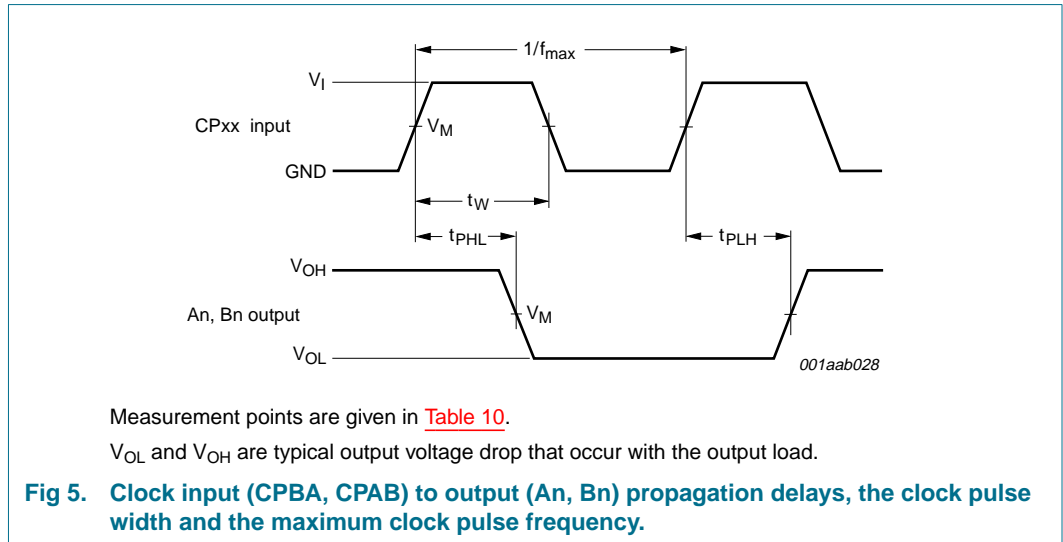 1/fmax
VI
CPxx input
VM
GND
tW
tPHL
tPLH
VOH
An, Bn output
VM
VOL
001aab028
Measurement points are given in Table 10.
VOL and VOH are typical output voltage drop that occur with the output load.
Fig 5. Clock input (CPBA, CPAB) to output (An, Bn) propagation delays, the clock pulse
width and the maximum clock pulse frequency.